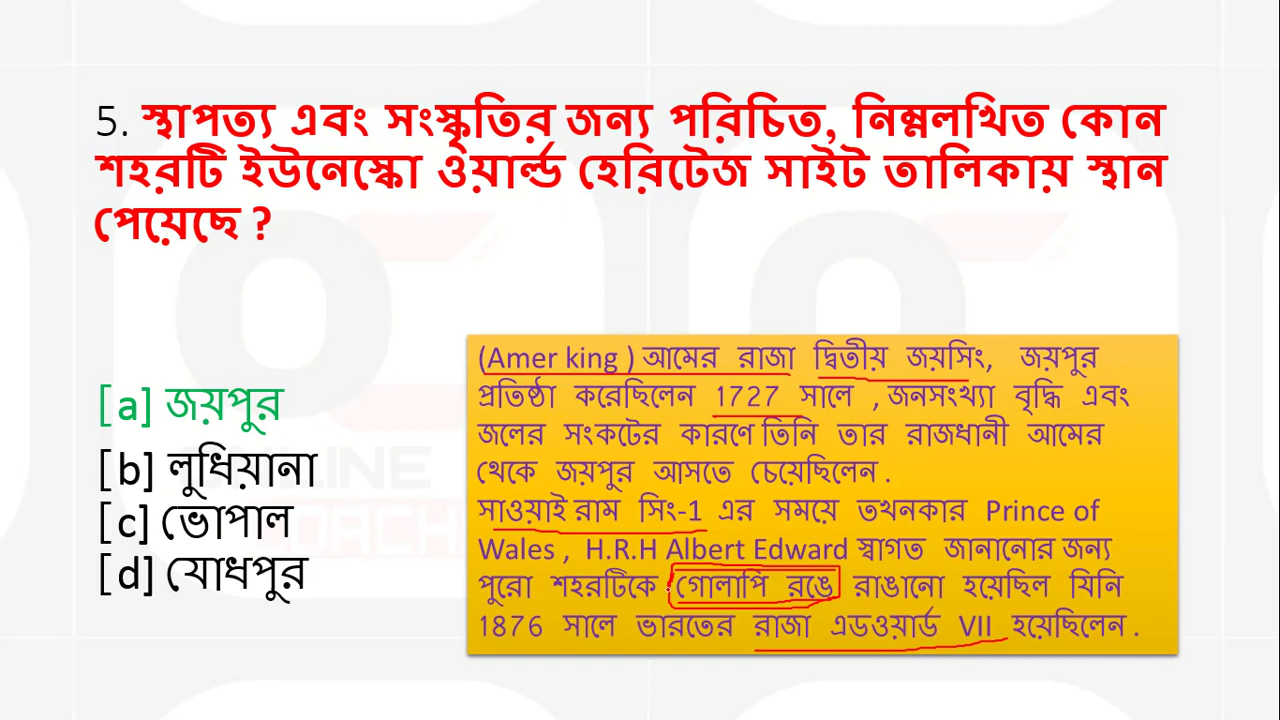 5. স্থাপত্য এবং সংস্কৃতির জন্য পরিচিত, নিম্নলখিত কোন
শহরটি ইউনেস্কো ওয়ার্ল্ড হেরিটেজ সাইট তালিকায় স্থান
পেয়েছে ?
[a] জয়পুর
[b] লুধিয়ানা
[c] ভোপাল
[d] যোধপুর
(Amer king ) আমের রাজা দ্বিতীয় জয়সিং, জয়পুর
প্রতিষ্ঠা করেছিলেন 1727 সালে , জনসংখ্যা বৃদ্ধি এবং
জলের সংকটের কারণে তিনি তার রাজধানী আমের
থেকে জয়পুর আসতে চেয়েছিলেন .
সাওয়াই রাম সিং-1 এর সময়ে তখনকার Prince of
Wales , H.R.H Albert Edward স্বাগত জানানোর জন্য
পুরো শহরটিকে গোলাপি রঙে রাঙানো হয়েছিল যিনি
1876 সালে ভারতের রাজা এডওয়ার্ড VII হয়েছিলেন .